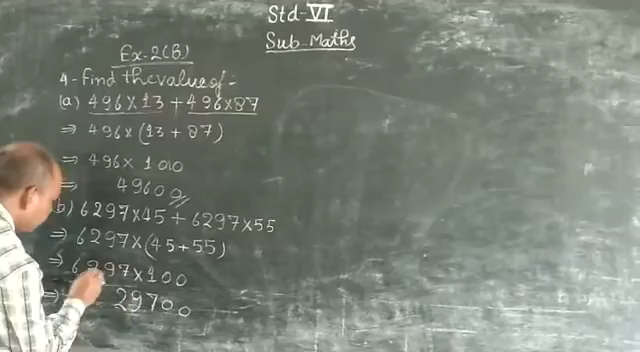 Std-VI
Sub-Maths
Ex-2(B)
4-Find the value of:-
(a) 496×13 + 496×87
⇒ 496×(13+87)
⇒ 496×100
⇒ 49600
(b) 6297×45 + 6297×55
⇒ 6297×(45+55)
⇒ 6297×100
⇒ 29700